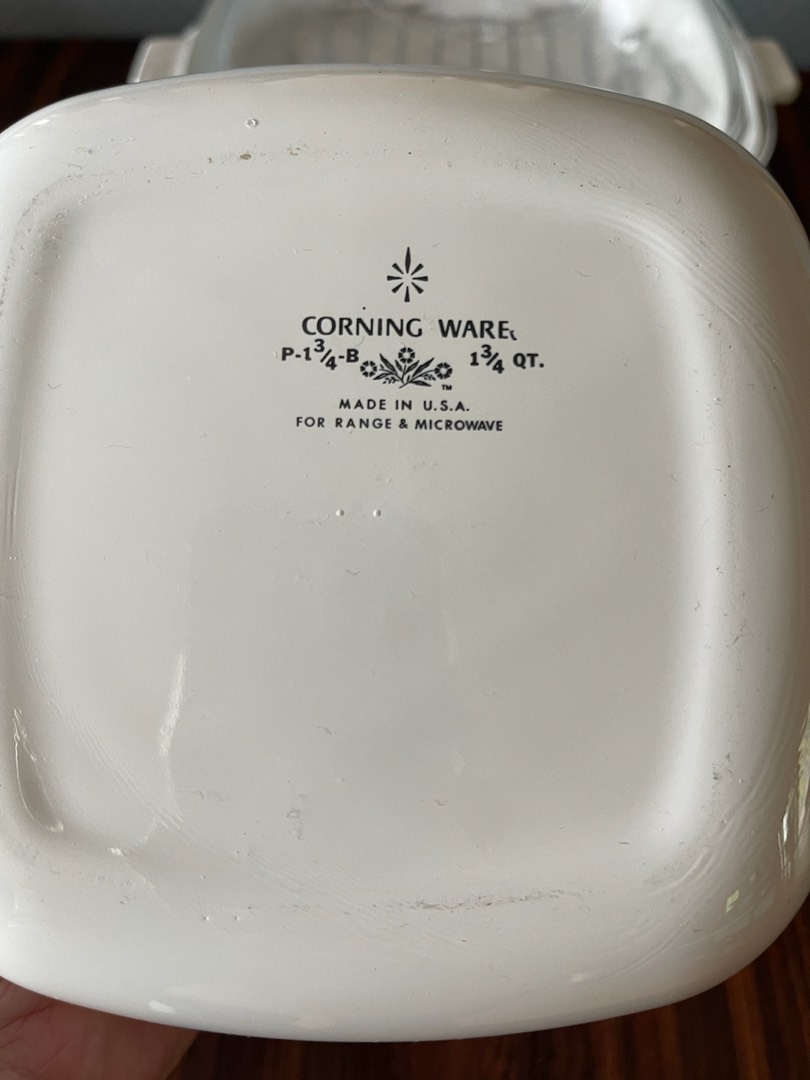 CORNING WARE
P-1¾-B 1¾ QT.
™
MADE IN U.S.A.
FOR RANGE & MICROWAVE